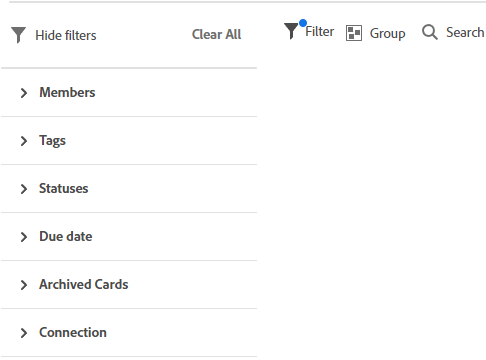 Hide filters
Clear All
Filter
Group
Search
Members
Tags
Statuses
Due date
Archived Cards
Connection